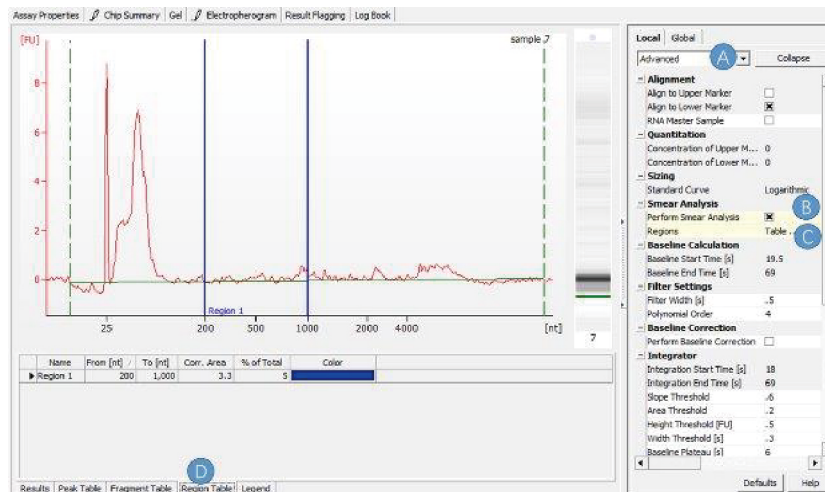 Assay Properties Chip Summary Gel Electropherogram Result Flagging Log Book
[FU]
sample 7
8
6
4
2
0
Region 1
25 200 500 1000 2000 4000 [nt]
7
Name From [nt] / To [nt] Corr. Area % of Total Color
Region 1 200 1,000 3.3 5
D
Results Peak Table Fragment Table Region Table Legend
Local Global
Advanced A Collapse
Alignment
Align to Upper Marker
Align to Lower Marker
RNA Master Sample
Quantitation
Concentration of Upper M... 0
Concentration of Lower M... 0
Sizing
Standard Curve Logarithmic
Smear Analysis B
Perform Smear Analysis
Regions Table... C
Baseline Calculation
Baseline Start Time [s] 19.5
Baseline End Time [s] 69
Filter Settings
Filter Width [s] .5
Polynomial Order 4
Baseline Correction
Perform Baseline Correction
Integrator
Integration Start Time [s] 18
Integration End Time [s] 69
Slope Threshold .6
Area Threshold .2
Height Threshold [FU] .5
Width Threshold [s] .3
Baseline Plateau [s] 6
Defaults Help